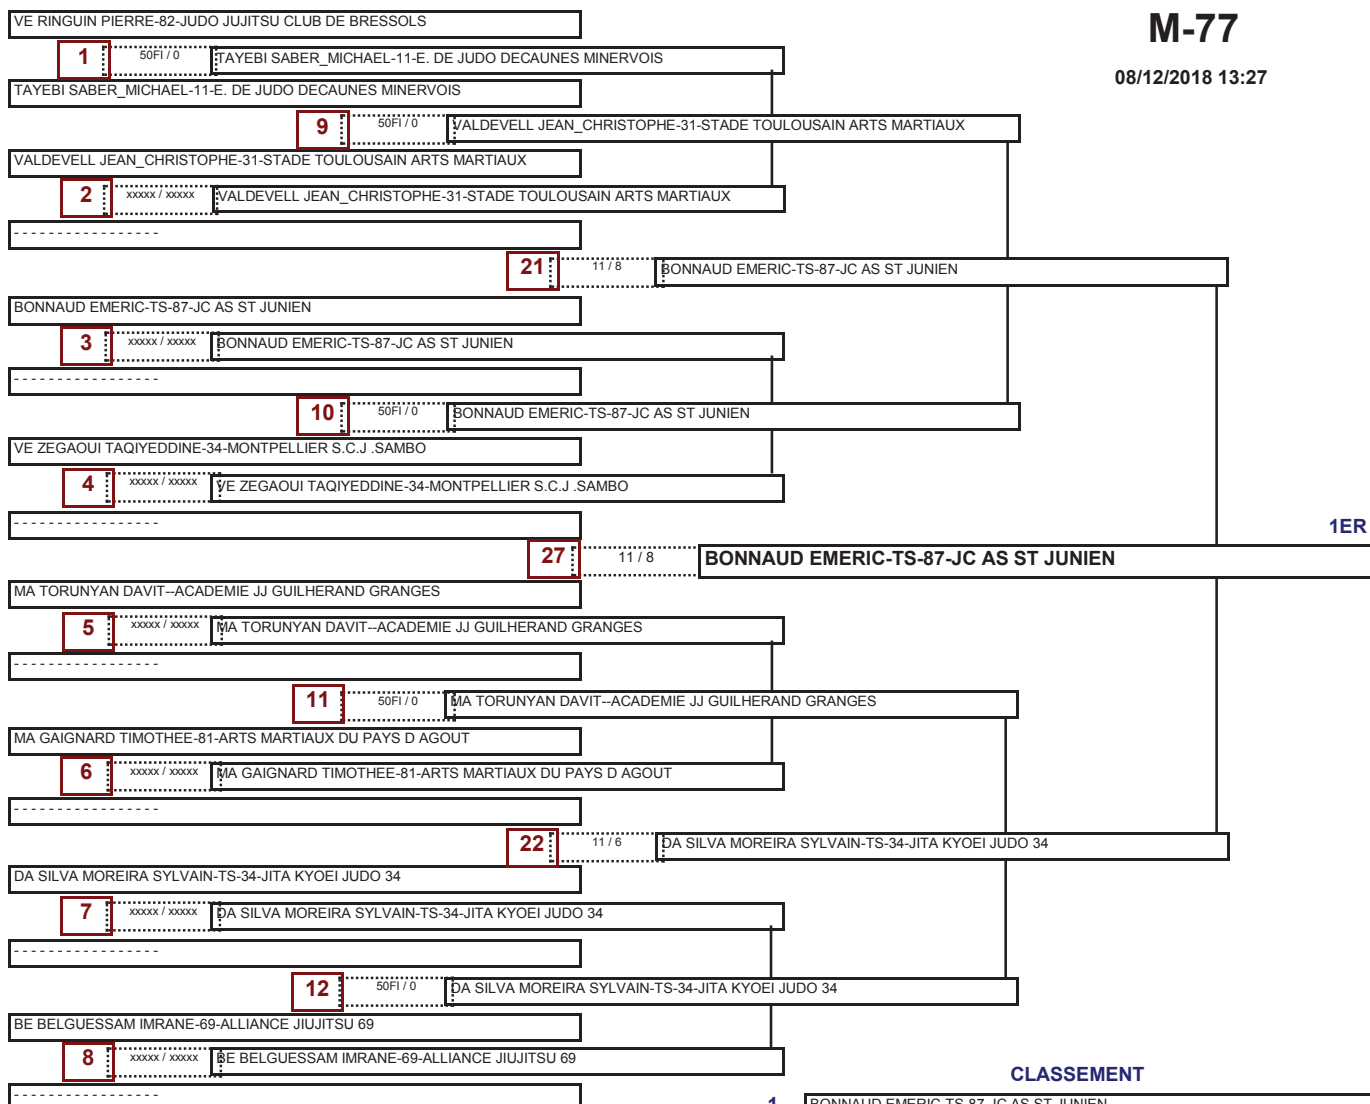 VE RINGUIN PIERRE-82-JUDO JUJITSU CLUB DE BRESSOLS
M-77
1 50FI / 0 TAYEBI SABER_MICHAEL-11-E. DE JUDO DECAUNES MINERVOIS
08/12/2018 13:27
TAYEBI SABER_MICHAEL-11-E. DE JUDO DECAUNES MINERVOIS
9 50FI / 0 VALDEVELL JEAN_CHRISTOPHE-31-STADE TOULOUSAIN ARTS MARTIAUX
VALDEVELL JEAN_CHRISTOPHE-31-STADE TOULOUSAIN ARTS MARTIAUX
2 xxxxx / xxxxx VALDEVELL JEAN_CHRISTOPHE-31-STADE TOULOUSAIN ARTS MARTIAUX
- - - - - - - - - - - - - - - - -
21 11 / 8 BONNAUD EMERIC-TS-87-JC AS ST JUNIEN
BONNAUD EMERIC-TS-87-JC AS ST JUNIEN
3 xxxxx / xxxxx BONNAUD EMERIC-TS-87-JC AS ST JUNIEN
- - - - - - - - - - - - - - - - -
10 50FI / 0 BONNAUD EMERIC-TS-87-JC AS ST JUNIEN
VE ZEGAOUI TAQIYEDDINE-34-MONTPELLIER S.C.J .SAMBO
4 xxxxx / xxxxx VE ZEGAOUI TAQIYEDDINE-34-MONTPELLIER S.C.J .SAMBO
- - - - - - - - - - - - - - - - -
1ER
27 11 / 8 BONNAUD EMERIC-TS-87-JC AS ST JUNIEN
MA TORUNYAN DAVIT--ACADEMIE JJ GUILHERAND GRANGES
5 xxxxx / xxxxx MA TORUNYAN DAVIT--ACADEMIE JJ GUILHERAND GRANGES
- - - - - - - - - - - - - - - - -
11 50FI / 0 MA TORUNYAN DAVIT--ACADEMIE JJ GUILHERAND GRANGES
MA GAIGNARD TIMOTHEE-81-ARTS MARTIAUX DU PAYS D AGOUT
6 xxxxx / xxxxx MA GAIGNARD TIMOTHEE-81-ARTS MARTIAUX DU PAYS D AGOUT
- - - - - - - - - - - - - - - - -
22 11 / 6 DA SILVA MOREIRA SYLVAIN-TS-34-JITA KYOEI JUDO 34
DA SILVA MOREIRA SYLVAIN-TS-34-JITA KYOEI JUDO 34
7 xxxxx / xxxxx DA SILVA MOREIRA SYLVAIN-TS-34-JITA KYOEI JUDO 34
- - - - - - - - - - - - - - - - -
12 50FI / 0 DA SILVA MOREIRA SYLVAIN-TS-34-JITA KYOEI JUDO 34
BE BELGUESSAM IMRANE-69-ALLIANCE JIUJITSU 69
8 xxxxx / xxxxx BE BELGUESSAM IMRANE-69-ALLIANCE JIUJITSU 69
CLASSEMENT
- - - - - - - - - - - - - - - - -
1 BONNAUD EMERIC-TS-87-JC AS ST JUNIEN